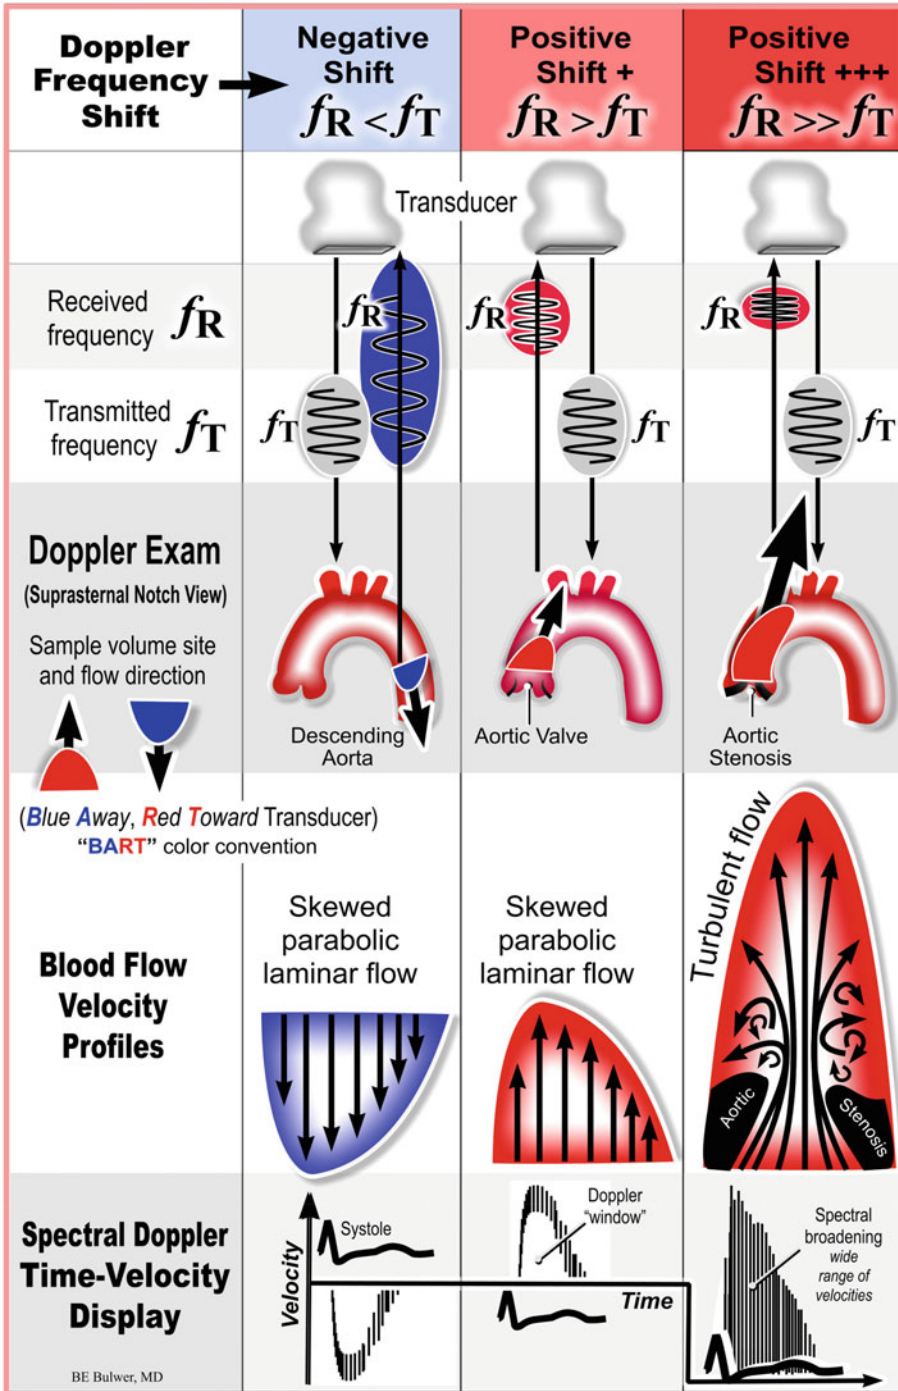 Doppler
Frequency
Shift
Negative
Shift
fR < fT
Positive
Shift +
fR > fT
Positive
Shift +++
fR >> fT
Transducer
Received
frequency fR
fR
fR
fR
Transmitted
frequency fT
fT
fT
fT
Doppler Exam
(Suprasternal Notch View)
Sample volume site
and flow direction
Descending
Aorta
Aortic Valve
Aortic
Stenosis
(Blue Away, Red Toward Transducer)
"BART" color convention
Blood Flow
Velocity
Profiles
Skewed
parabolic
laminar flow
Skewed
parabolic
laminar flow
Turbulent flow
Aortic
Stenosis
Spectral Doppler
Time-Velocity
Display
Velocity
Systole
Doppler
"window"
Time
Spectral
broadening
wide
range of
velocities
BE Bulwer, MD